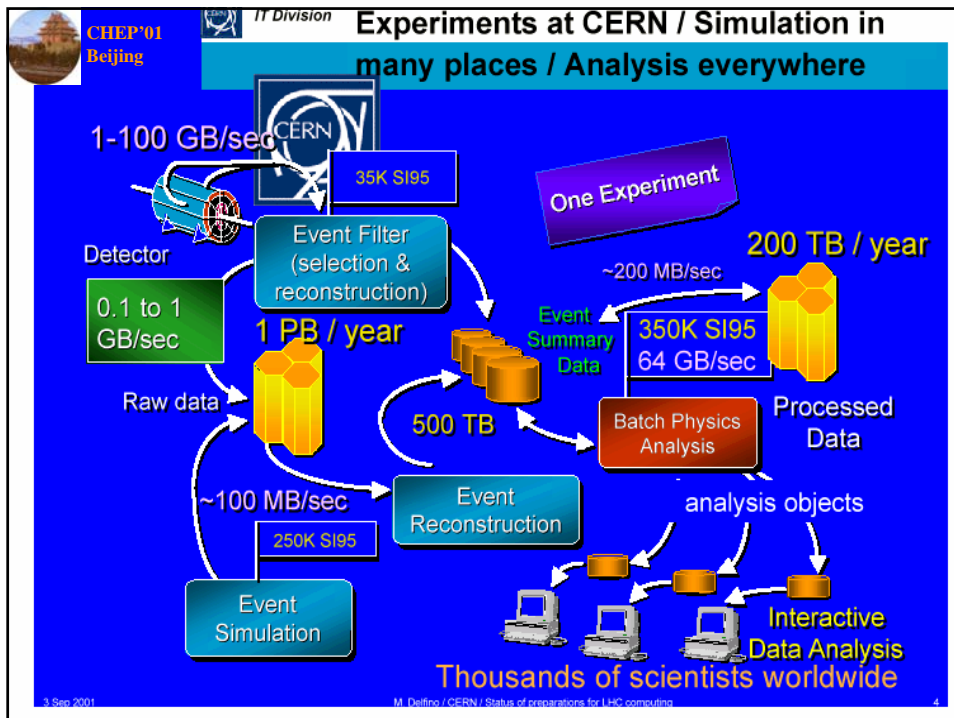 CHEP'01
Beijing
IT Division
Experiments at CERN / Simulation in
many places / Analysis everywhere
CERN
1-100 GB/sec
35K SI95
One Experiment
Detector
Event Filter
(selection &
reconstruction)
200 TB / year
~200 MB/sec
0.1 to 1
GB/sec
1 PB / year
Event
Summary
Data
350K SI95
64 GB/sec
Raw data
500 TB
Batch Physics
Analysis
Processed
Data
~100 MB/sec
Event
Reconstruction
analysis objects
250K SI95
Event
Simulation
Interactive
Data Analysis
Thousands of scientists worldwide
3 Sep 2001
M. Delfino / CERN / Status of preparations for LHC computing
4